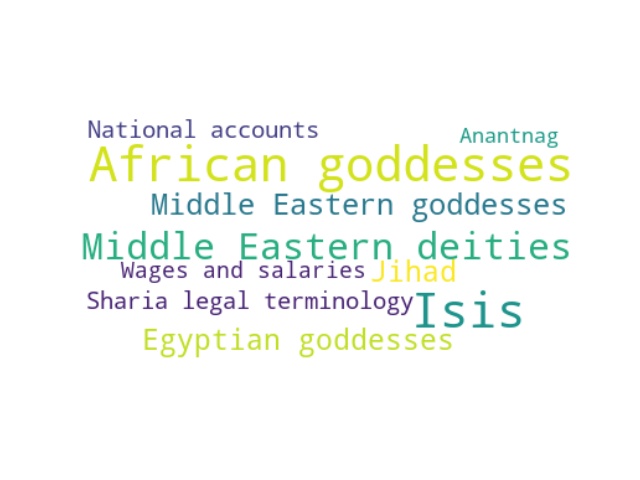 National accounts
Anantnag
African goddesses
Middle Eastern goddesses
Middle Eastern deities
Wages and salaries
Jihad
Sharia legal terminology
Isis
Egyptian goddesses